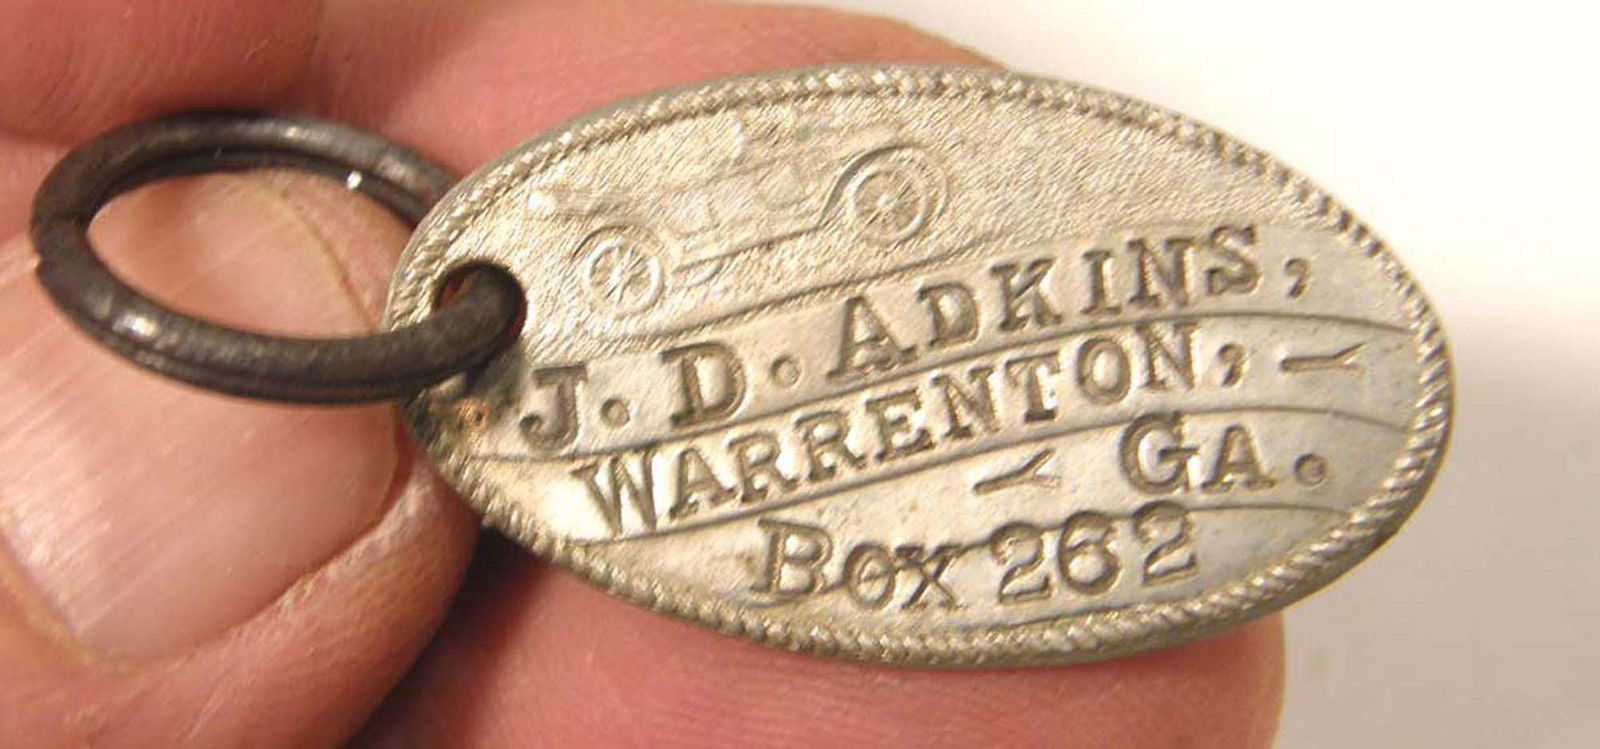 J. D. ADKINS,
WARRENTON,
GA.
BOX 262